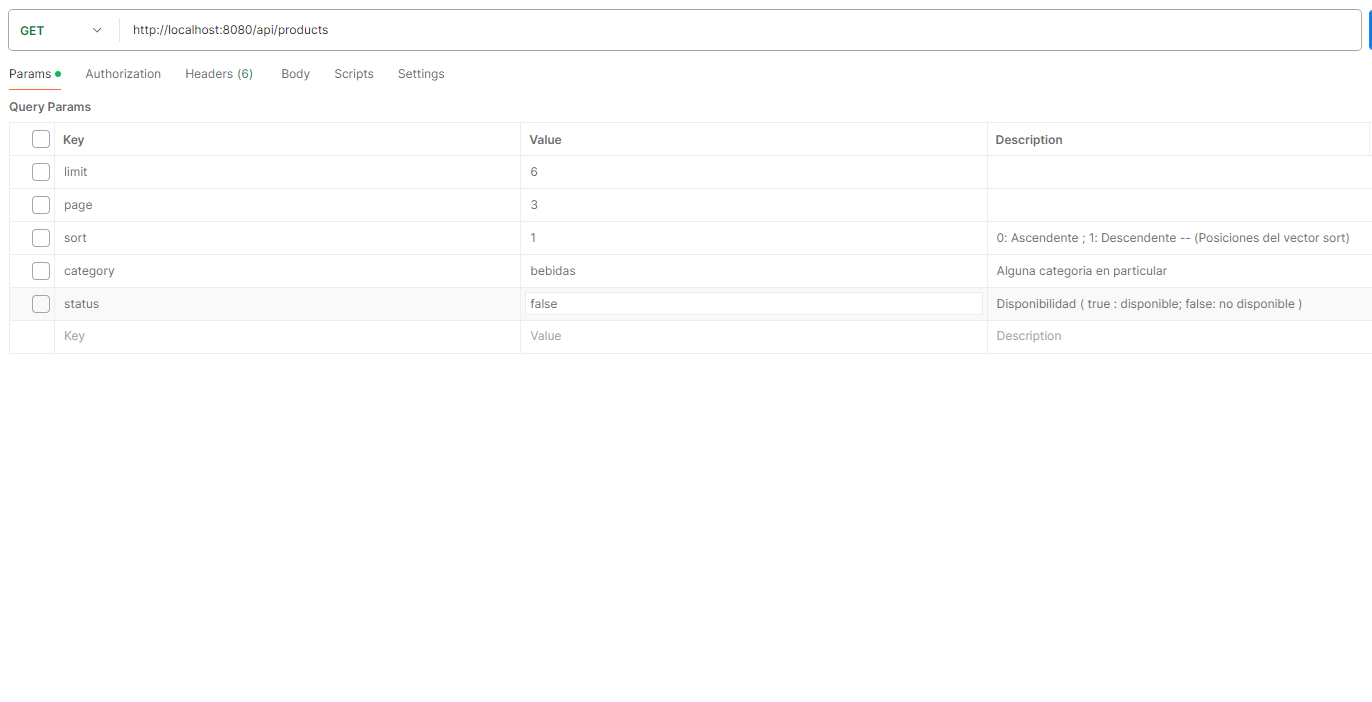 GET http://localhost:8080/api/products
Params Authorization Headers (6) Body Scripts Settings
Query Params
Key Value Description
limit 6
page 3
sort 1 0: Ascendente ; 1: Descendente -- (Posiciones del vector sort)
category bebidas Alguna categoria en particular
status false Disponibilidad ( true : disponible; false: no disponible )
Key Value Description